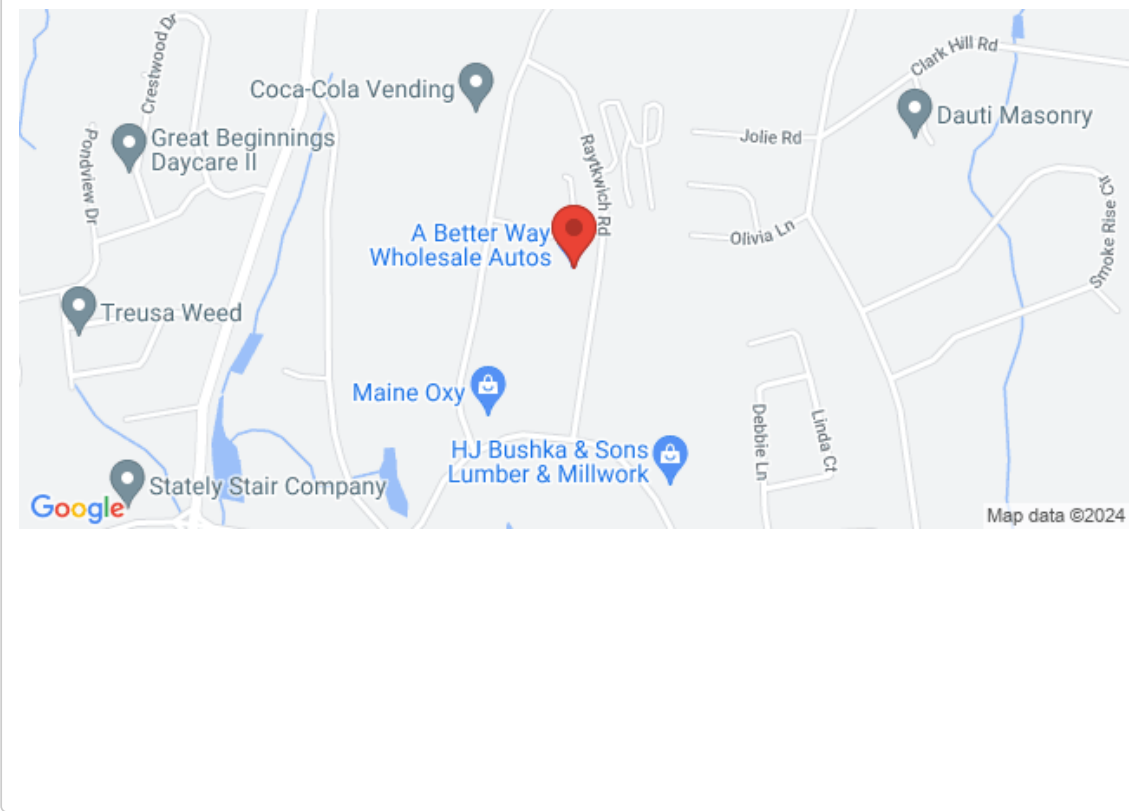 Crestwood Dr
Coca-Cola Vending
Clark Hill Rd
Dauti Masonry
Great Beginnings
Daycare II
Jolie Rd
Pondview Dr
Raytkwich Rd
A Better Way
Wholesale Autos
Olivia Ln
Smoke Rise Cir
Treusa Weed
Maine Oxy
Debbie Ln
Linda Ct
HJ Bushka & Sons
Lumber & Millwork
Stately Stair Company
Google
Map data ©2024